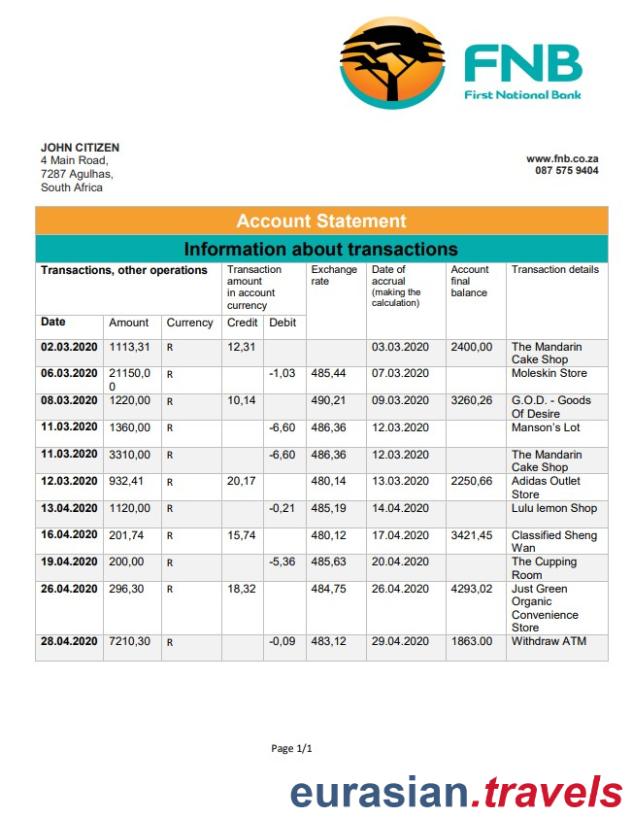 FNB
First National Bank
JOHN CITIZEN
4 Main Road,
7287 Agulhas,
South Africa
www.fnb.co.za
087 575 9404
Account Statement
Information about transactions
Transactions, other operations Transaction amount in account currency Exchange rate Date of accrual (making the calculation) Account final balance Transaction details
Date Amount Currency Credit Debit
02.03.2020 1113,31 R 12,31 03.03.2020 2400,00 The Mandarin Cake Shop
06.03.2020 21150,00 R -1,03 485,44 07.03.2020 Moleskin Store
08.03.2020 1220,00 R 10,14 490,21 09.03.2020 3260,26 G.O.D. - Goods Of Desire
11.03.2020 1360,00 R -6,60 486,36 12.03.2020 Manson's Lot
11.03.2020 3310,00 R -6,60 486,36 12.03.2020 The Mandarin Cake Shop
12.03.2020 932,41 R 20,17 480,14 13.03.2020 2250,66 Adidas Outlet Store
13.04.2020 1120,00 R -0,21 485,19 14.04.2020 Lulu lemon Shop
16.04.2020 201,74 R 15,74 480,12 17.04.2020 3421,45 Classified Sheng Wan
19.04.2020 200,00 R -5,36 485,63 20.04.2020 The Cupping Room
26.04.2020 296,30 R 18,32 484,75 26.04.2020 4293,02 Just Green Organic Convenience Store
28.04.2020 7210,30 R -0,09 483,12 29.04.2020 1863.00 Withdraw ATM
Page 1/1
eurasian.travels